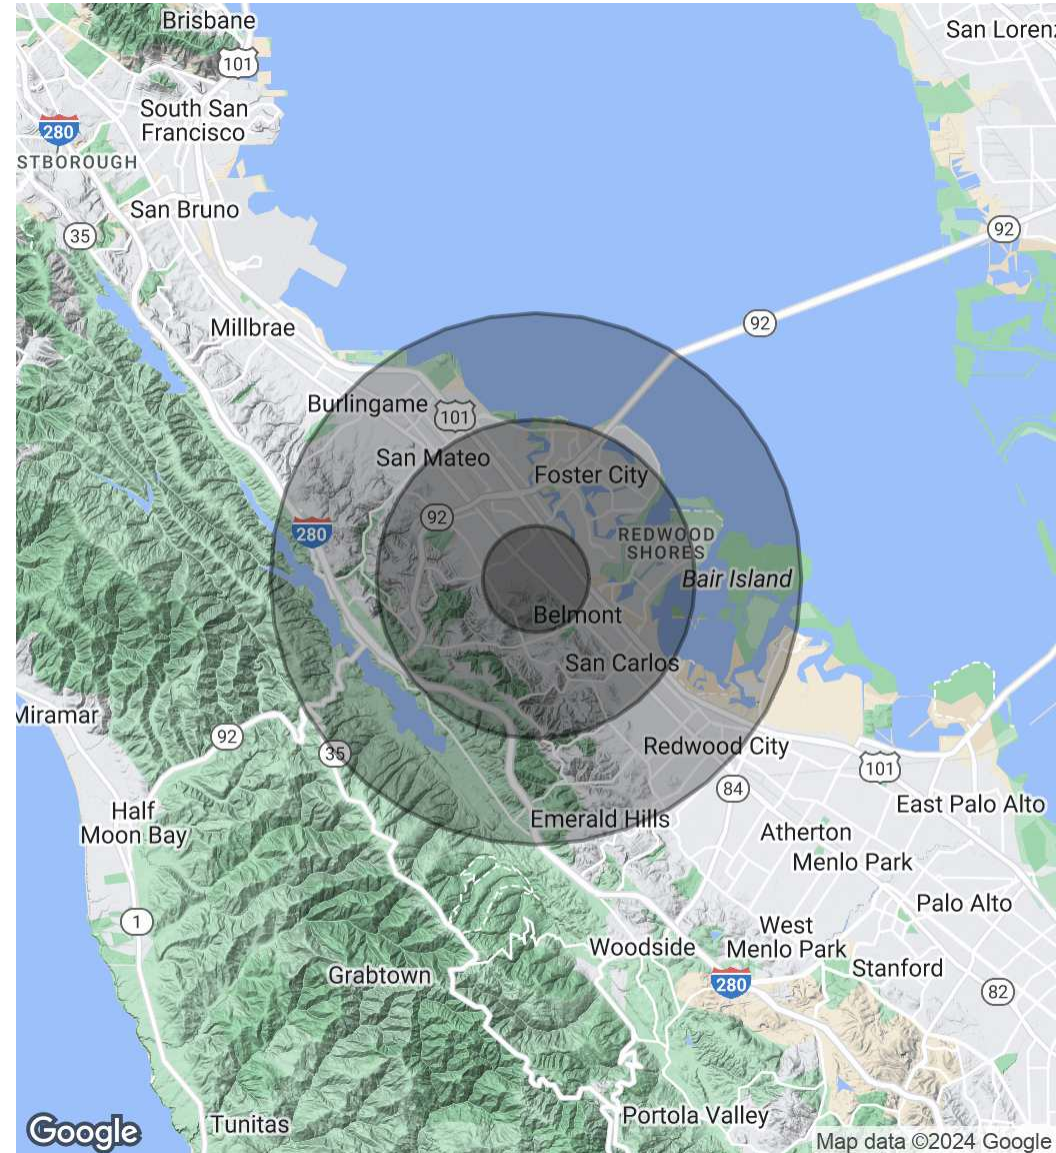 Brisbane
San Loren
101
South San
Francisco
280
STBOROUGH
San Bruno
92
35
92
Millbrae
Burlingame
101
San Mateo
Foster City
92
280
REDWOOD
SHORES
Bair Island
Belmont
San Carlos
Miramar
92
35
Redwood City
101
84
Half
Moon Bay
Emerald Hills
East Palo Alto
Atherton
Menlo Park
Palo Alto
1
West
Menlo Park
Woodside
Stanford
Grabtown
280
82
Tunitas
Portola Valley
Google
Map data ©2024 Google